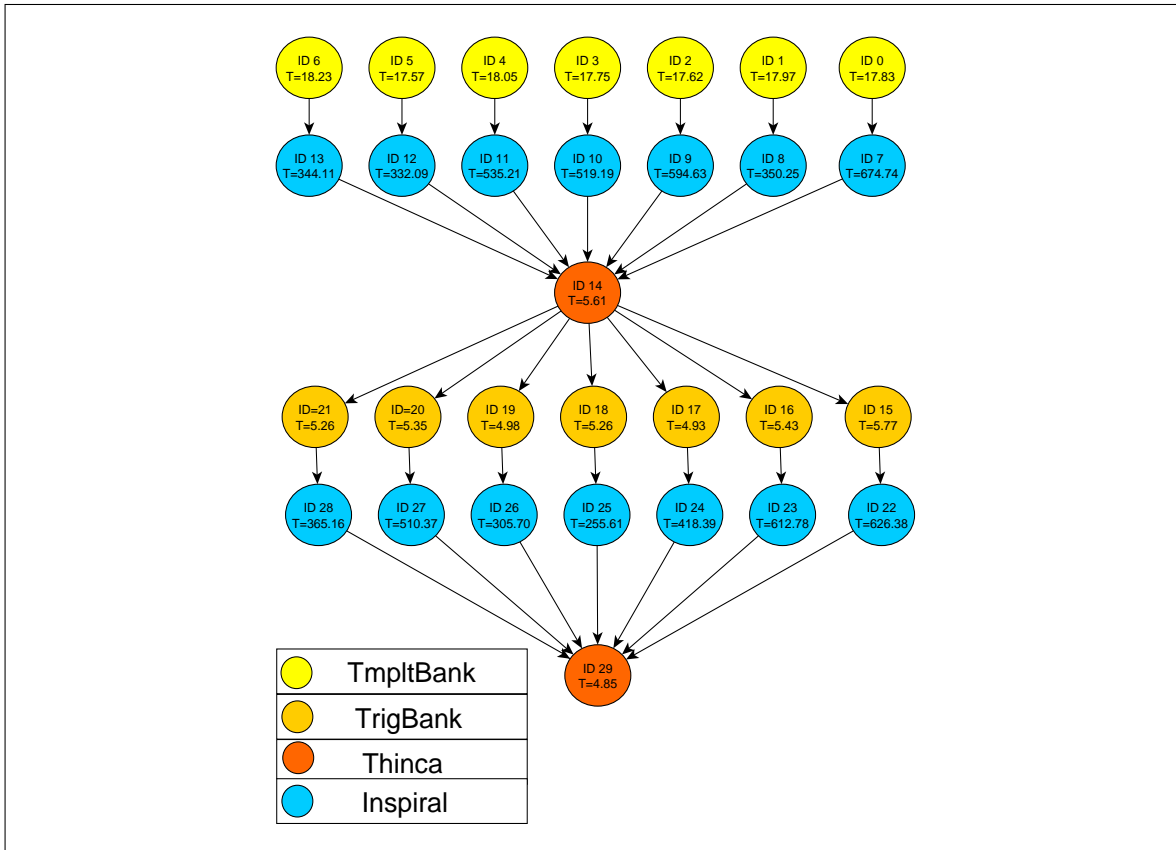 ID 6
T=18.23
ID 5
T=17.57
ID 4
T=18.05
ID 3
T=17.75
ID 2
T=17.62
ID 1
T=17.97
ID 0
T=17.83
ID 13
T=344.11
ID 12
T=332.09
ID 11
T=535.21
ID 10
T=519.19
ID 9
T=594.63
ID 8
T=350.25
ID 7
T=674.74
ID 14
T=5.61
ID=21
T=5.26
ID=20
T=5.35
ID 19
T=4.98
ID 18
T=5.26
ID 17
T=4.93
ID 16
T=5.43
ID 15
T=5.77
ID 28
T=365.16
ID 27
T=510.37
ID 26
T=305.70
ID 25
T=255.61
ID 24
T=418.39
ID 23
T=612.78
ID 22
T=626.38
ID 29
T=4.85
TmpltBank
TrigBank
Thinca
Inspiral